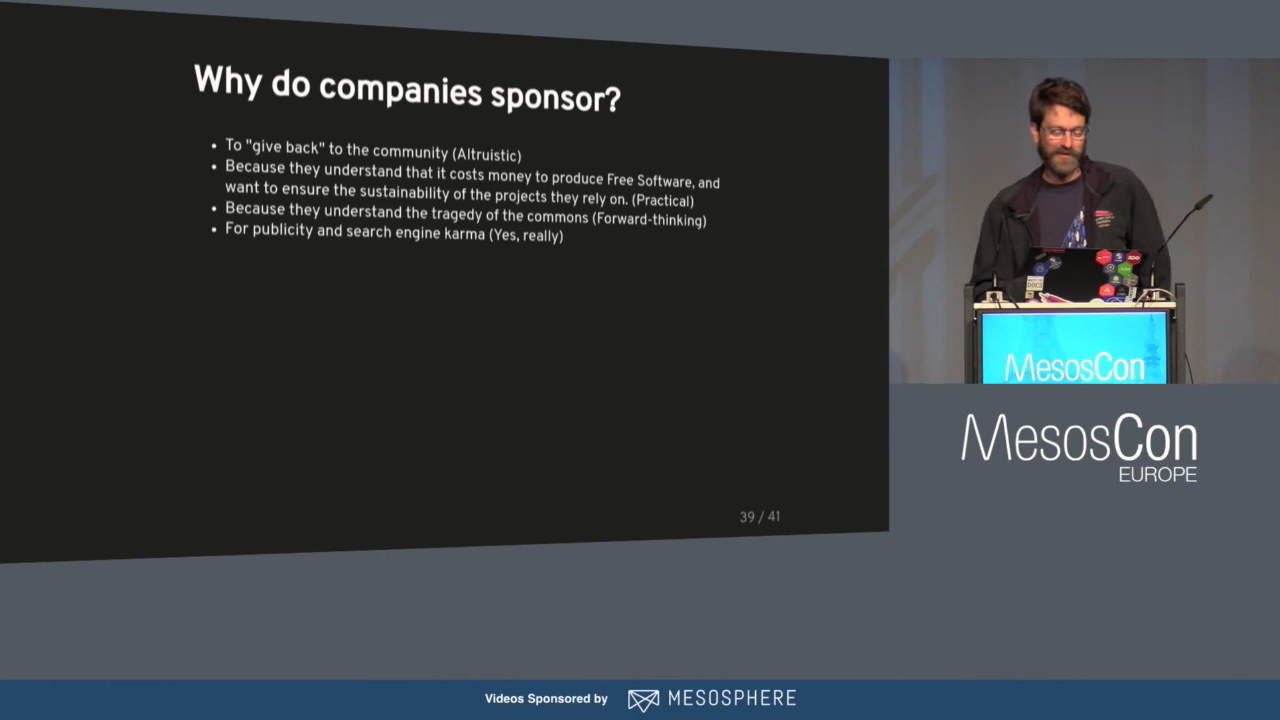 Why do companies sponsor?
• To "give back" to the community (Altruistic)
• Because they understand that it costs money to produce Free Software, and
want to ensure the sustainability of the projects they rely on. (Practical)
• Because they understand the tragedy of the commons (Forward-thinking)
• For publicity and search engine karma (Yes, really)
39 / 41
MesosCon
MesosCon
EUROPE
Videos Sponsored by MESOSPHERE